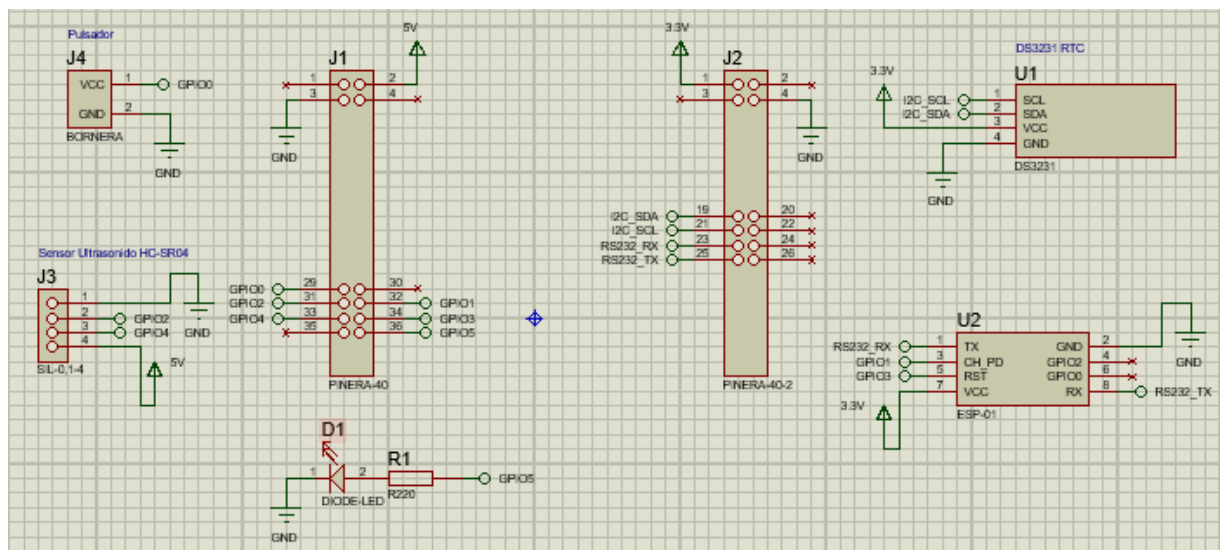 Pulsador
J4
VCC 1 GPIO0
GND 2
BORNERA
GND
5V
J1
1 2
3 4
GND
29 30
GPIO0
31 32
GPIO2 GPIO1
33 34
GPIO4 GPIO3
35 36
GPIO5
PINERA-40
3.3V
J2
1 2
3 4
GND
I2C_SDA 19 20
I2C_SCL 21 22
RS232_RX 23 24
RS232_TX 25 26
PINERA-40-2
DS3231 RTC
U1
3.3V
I2C_SCL 1 SCL
I2C_SDA 2 SDA
3 VCC
4 GND
DS3231
GND
Sensor Ultrasonido HC-SR04
J3
1
2 GPIO2
3 GPIO4
4
GND
5V
SIL-0,1-4
U2
RS232_RX 1 TX GND 2
GPIO1 3 CH_PD GPIO2 4
GPIO3 5 RST GPIO0 6
7 VCC RX 8 RS232_TX
GND
3.3V
ESP-01
D1
R1
1 2
GPIO5
DIODE-LED
R220
GND